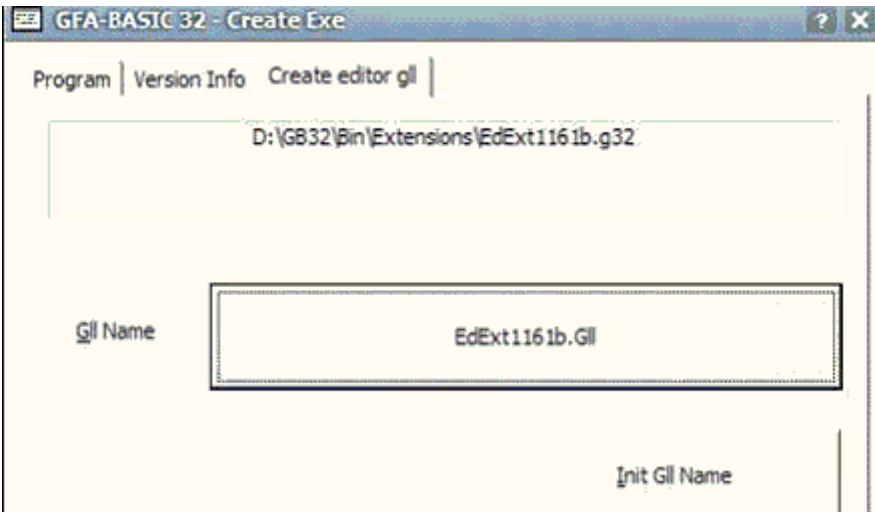 GFA-BASIC 32 - Create Exe
Program Version Info Create editor gll
D:\GB32\Bin\Extensions\EdExt1161b.g32
Gll Name
EdExt1161b.Gll
Init Gll Name